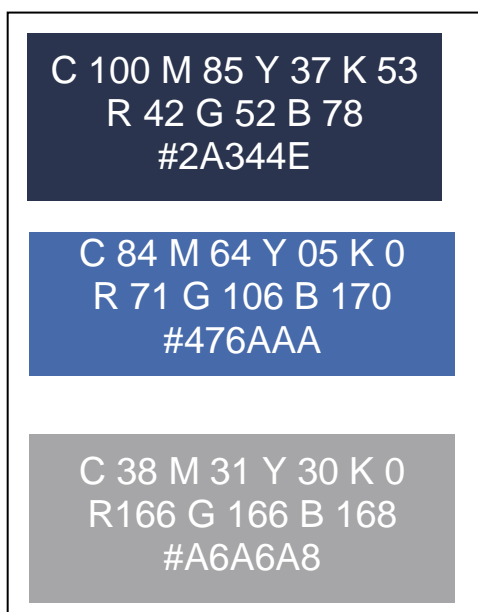 C 100 M 85 Y 37 K 53
R 42 G 52 B 78
#2A344E
C 84 M 64 Y 05 K 0
R 71 G 106 B 170
#476AAA
C 38 M 31 Y 30 K 0
R166 G 166 B 168
#A6A6A8